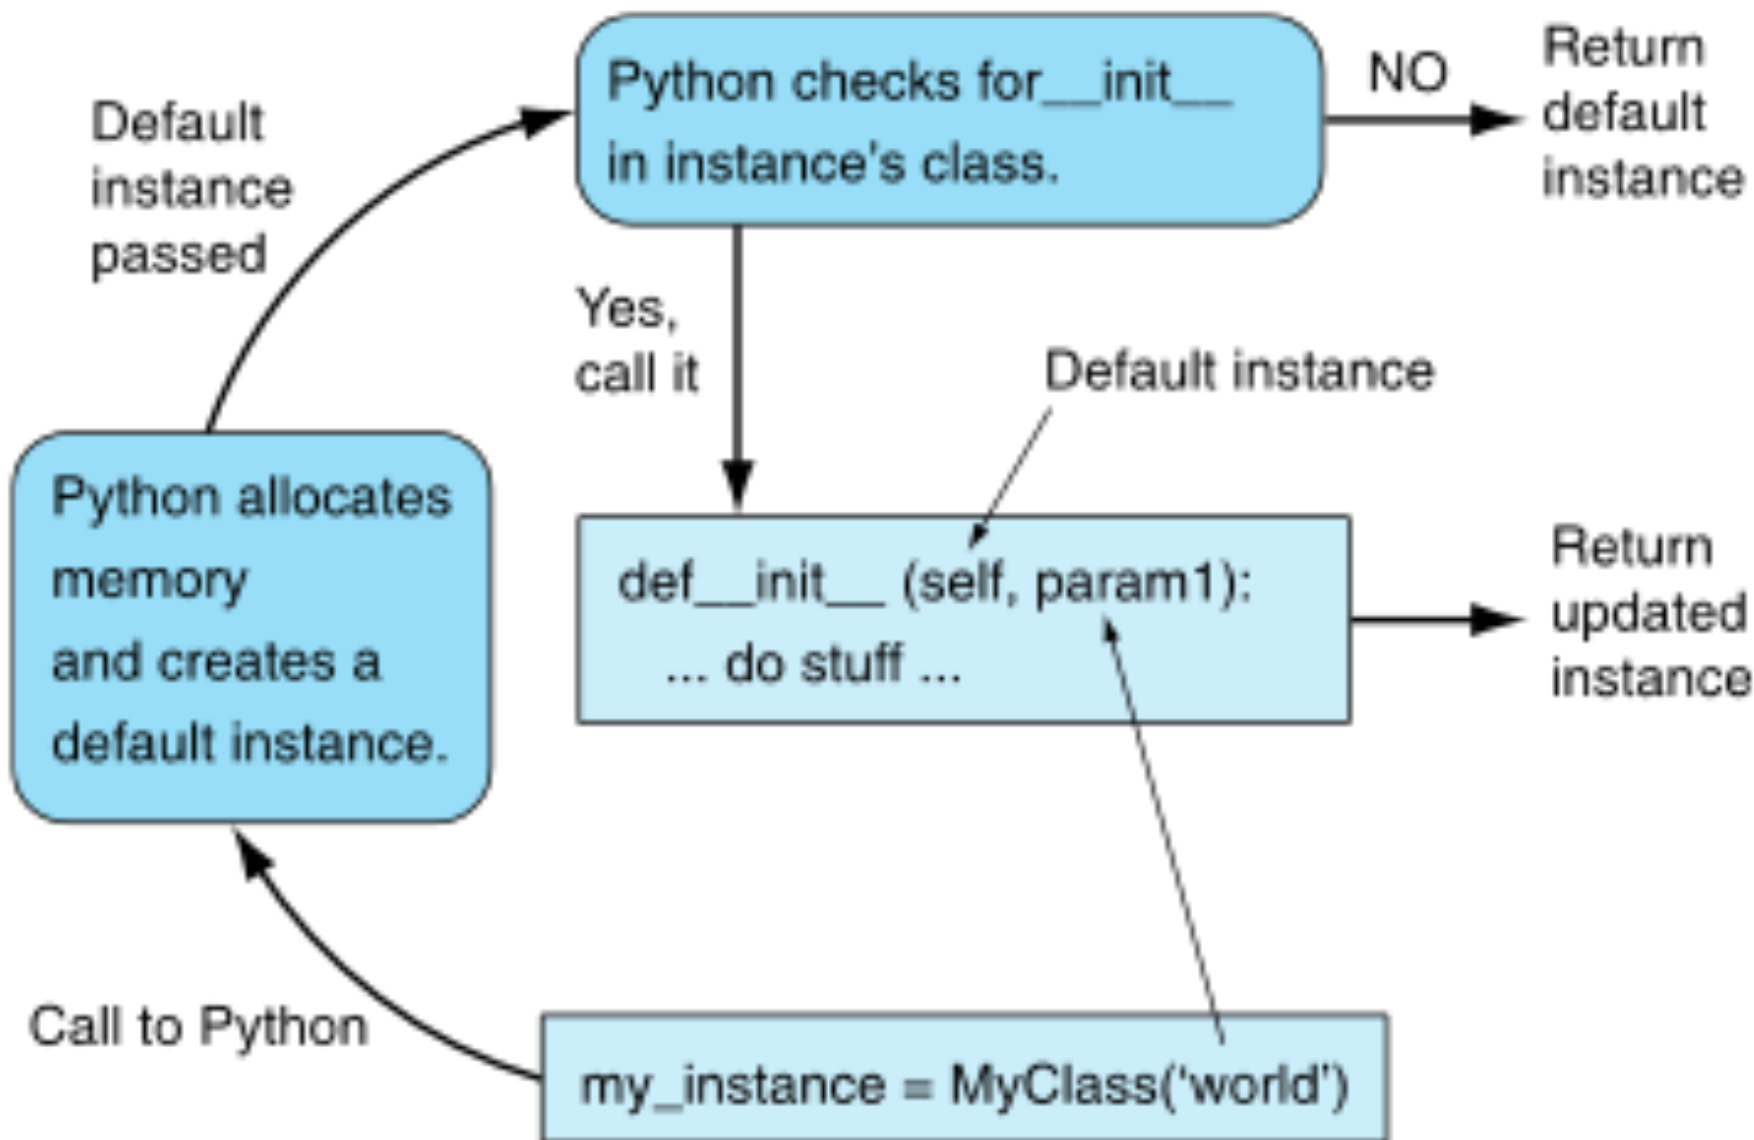 Python checks for__init__
in instance's class.
NO
Return
default
instance
Default
instance
passed
Yes,
call it
Default instance
Python allocates
memory
and creates a
default instance.
def__init__ (self, param1):
... do stuff ...
Return
updated
instance
Call to Python
my_instance = MyClass(‘world’)